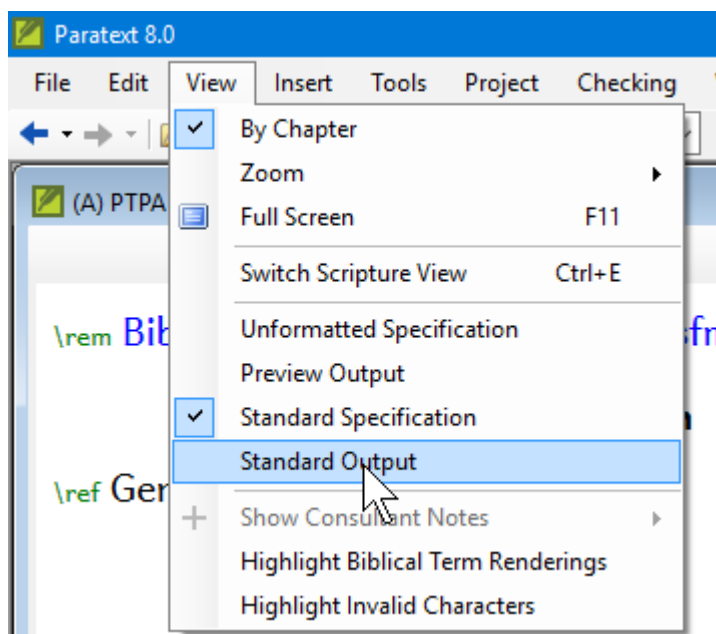 Paratext 8.0
File Edit View Insert Tools Project Checking
(A) PTPA
By Chapter
Zoom
Full Screen F11
Switch Scripture View Ctrl+E
Unformatted Specification
Preview Output
Standard Specification
Standard Output
Show Consultant Notes
Highlight Biblical Term Renderings
Highlight Invalid Characters
\rem Bib sfm
\ref Gen